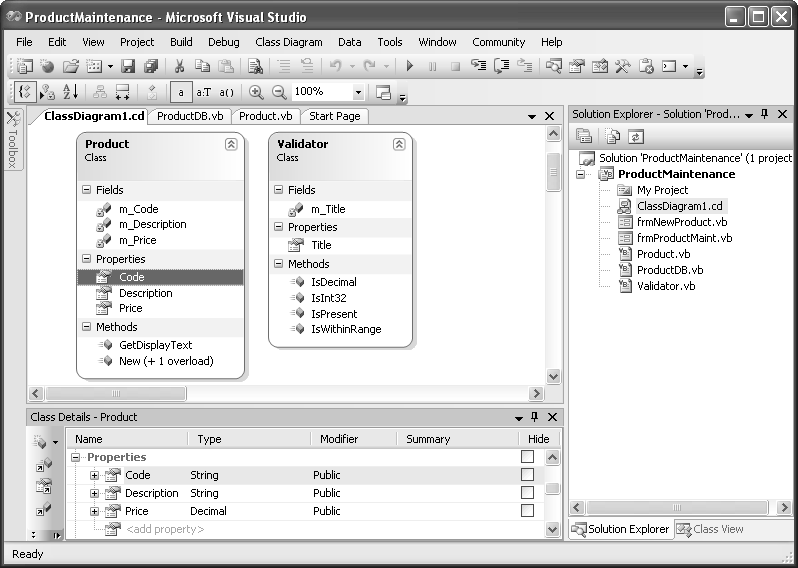 ProductMaintenance - Microsoft Visual Studio
File Edit View Project Build Debug Class Diagram Data Tools Window Community Help
a a:T a() 100%
Toolbox
ClassDiagram1.cd ProductDB.vb Product.vb Start Page
Product
Class
Fields
m_Code
m_Description
m_Price
Properties
Code
Description
Price
Methods
GetDisplayText
New (+ 1 overload)
Validator
Class
Fields
m_Title
Properties
Title
Methods
IsDecimal
IsInt32
IsPresent
IsWithinRange
Solution Explorer - Solution 'Prod...
Solution 'ProductMaintenance' (1 project
ProductMaintenance
My Project
ClassDiagram1.cd
frmNewProduct.vb
frmProductMaint.vb
Product.vb
ProductDB.vb
Validator.vb
Class Details - Product
Name Type Modifier Summary Hide
Properties
Code String Public
Description String Public
Price Decimal Public
<add property>
Solution Explorer Class View
Ready